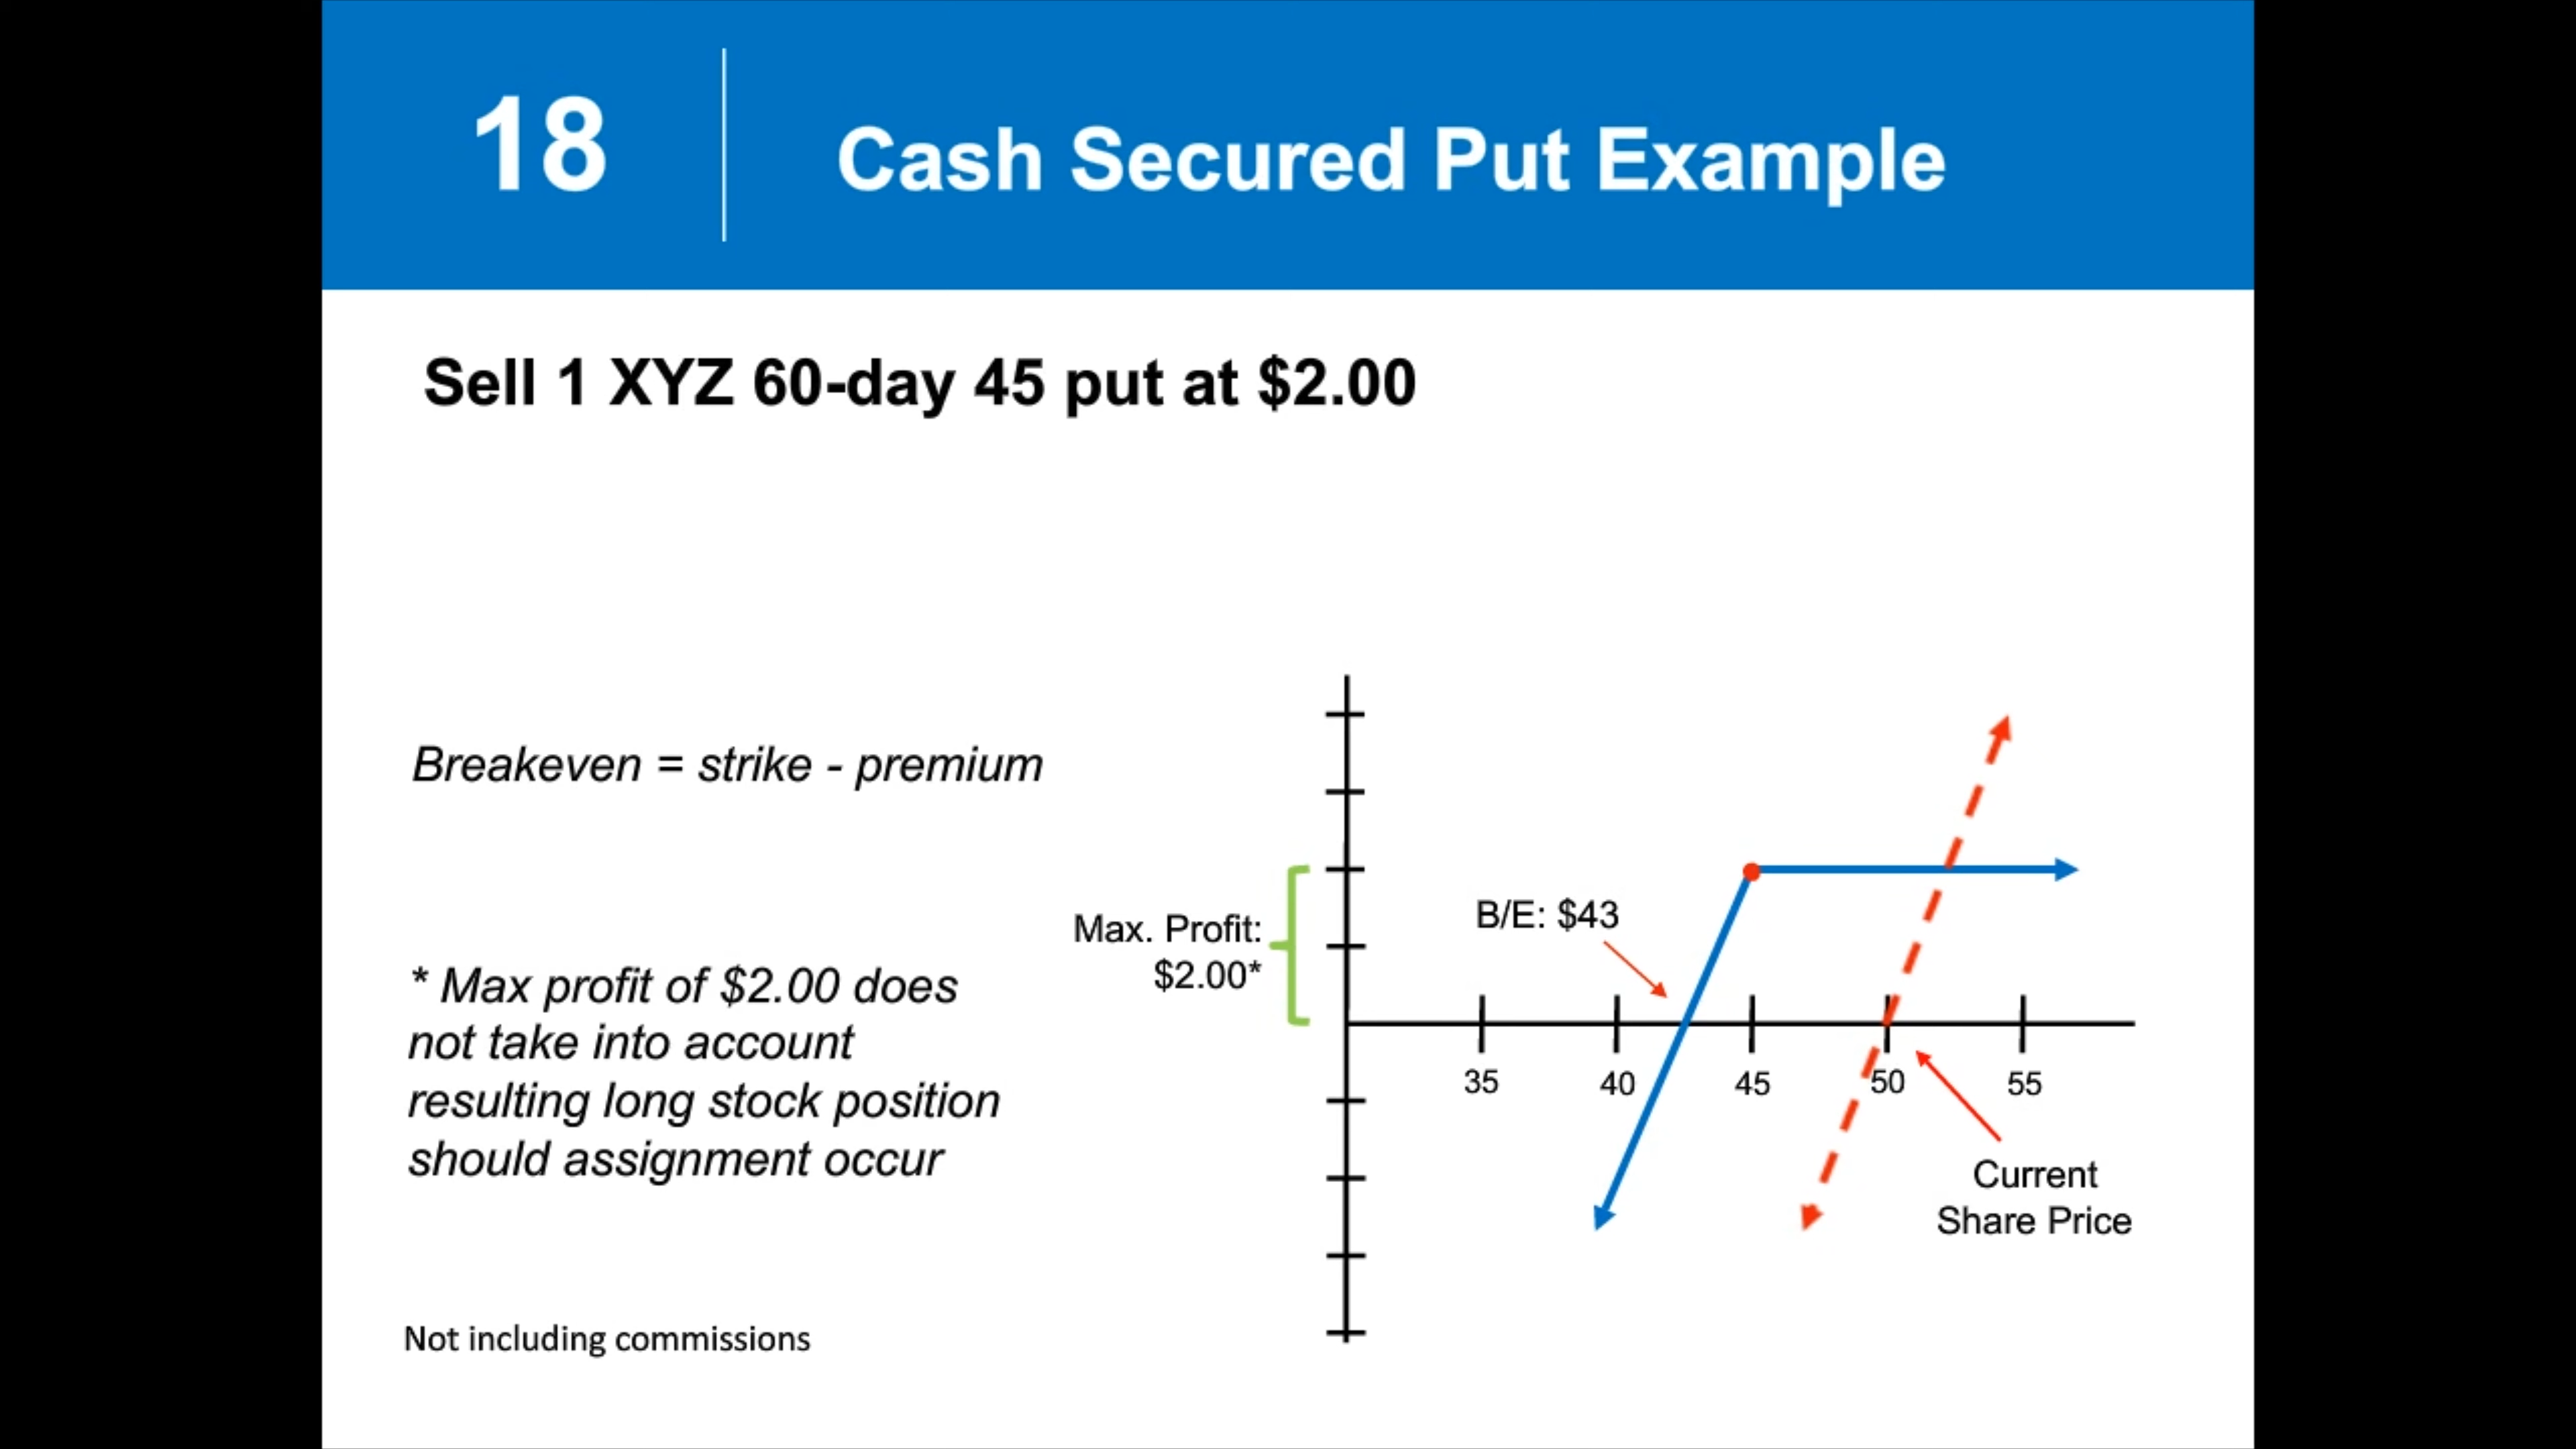 18
Cash Secured Put Example
Sell 1 XYZ 60-day 45 put at $2.00
Breakeven = strike - premium
* Max profit of $2.00 does
not take into account
resulting long stock position
should assignment occur
Not including commissions
Max. Profit:
$2.00*
B/E: $43
35
40
45
50
55
Current
Share Price